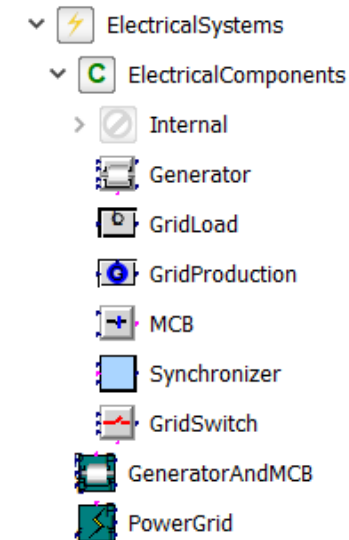 ElectricalSystems
C ElectricalComponents
Internal
Generator
GridLoad
G GridProduction
MCB
Synchronizer
GridSwitch
GeneratorAndMCB
PowerGrid